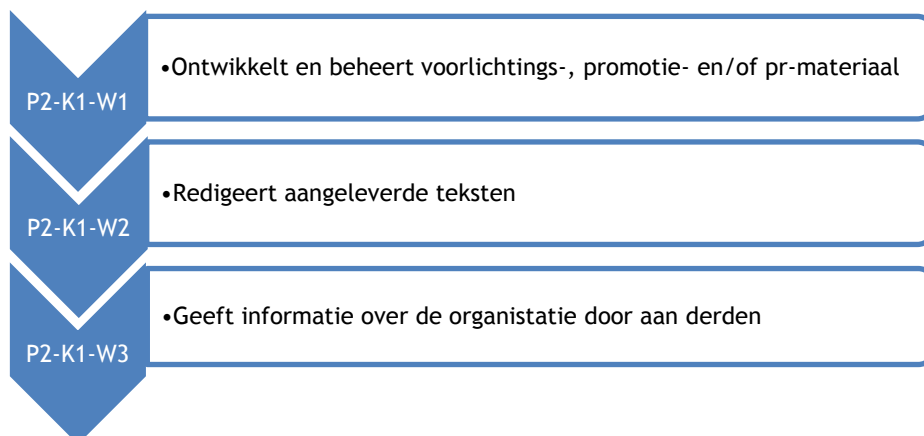 P2-K1-W1
•Ontwikkelt en beheert voorlichtings-, promotie- en/of pr-materiaal
P2-K1-W2
•Redigeert aangeleverde teksten
P2-K1-W3
•Geeft informatie over de organistatie door aan derden